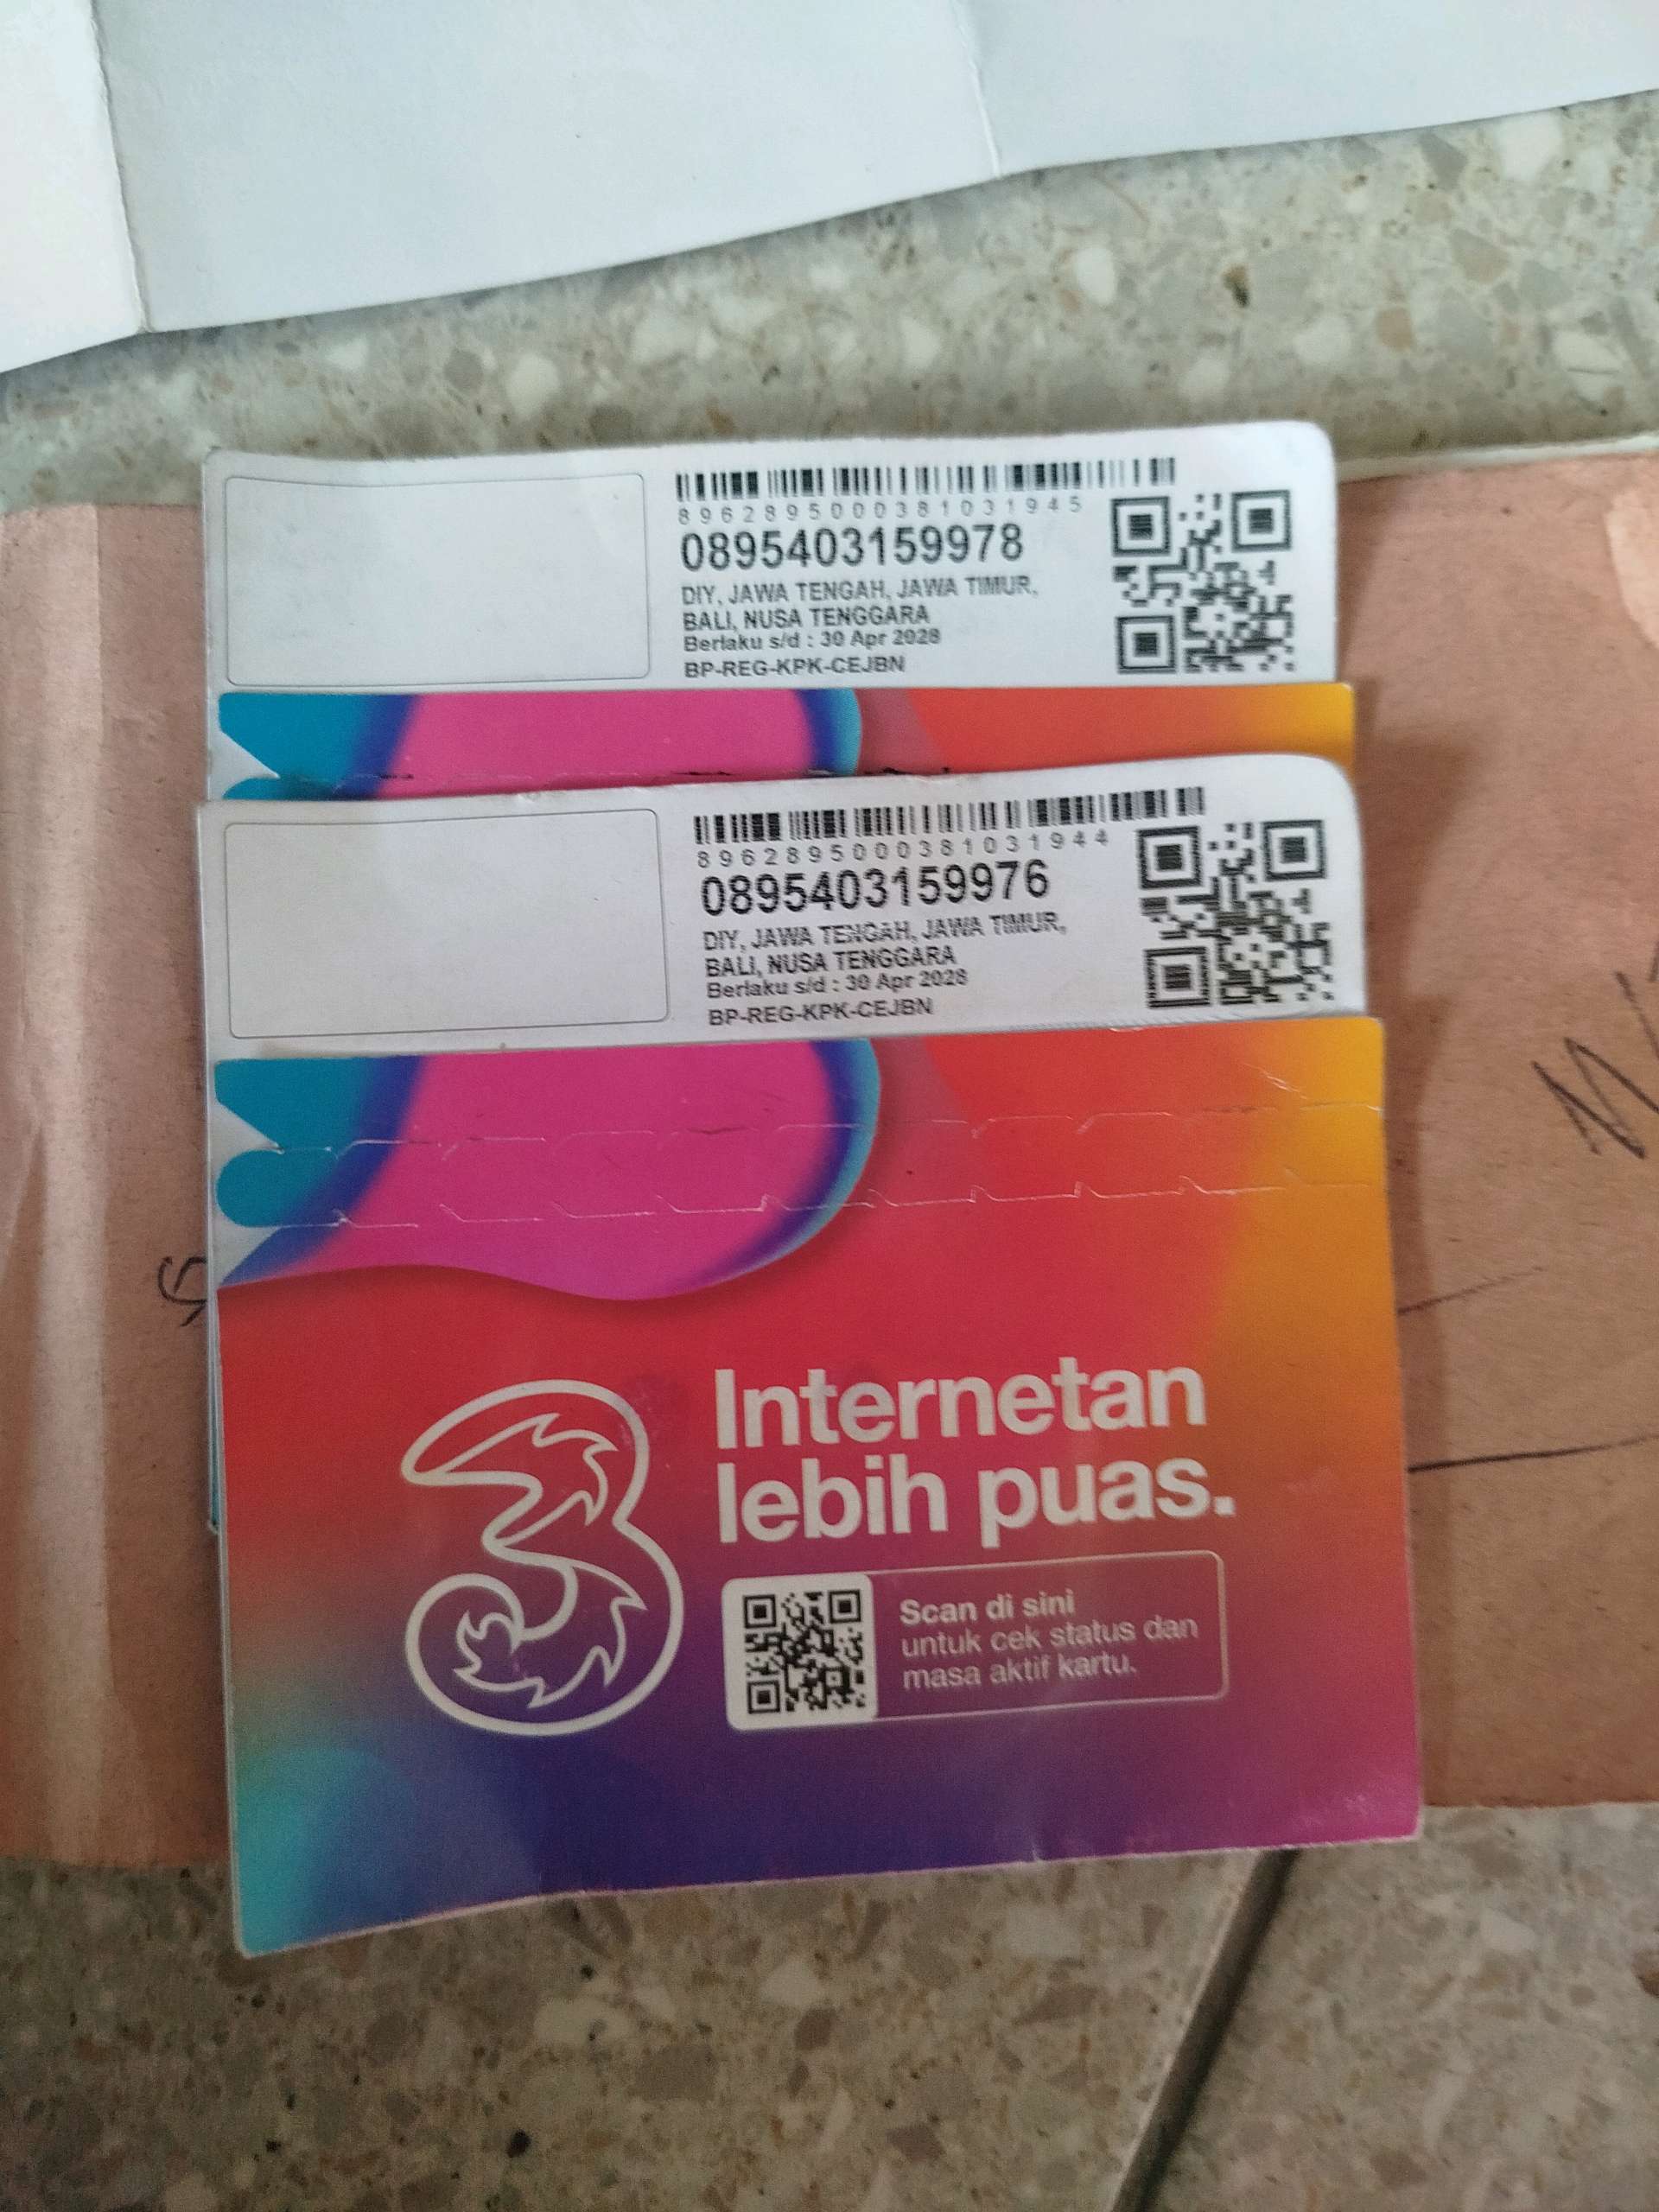 8962895000381031945
0895403159978
DIY, JAWA TENGAH, JAWA TIMUR,
BALI, NUSA TENGGARA
Berlaku s/d : 30 Apr 2028
BP-REG-KPK-CEJBN
8962895000381031944
0895403159976
DIY, JAWA TENGAH, JAWA TIMUR,
BALI, NUSA TENGGARA
Berlaku s/d : 30 Apr 2028
BP-REG-KPK-CEJBN
3
Internetan
lebih puas.
Scan di sini
untuk cek status dan
masa aktif kartu.